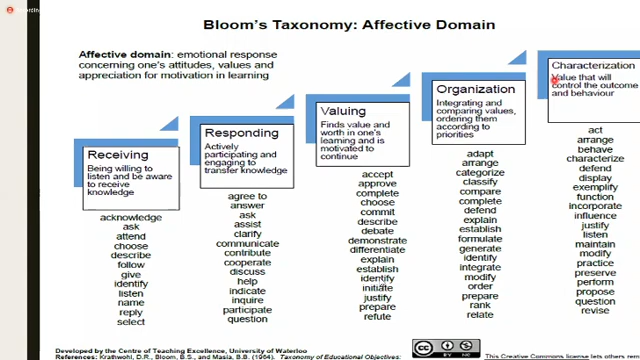 Bloom's Taxonomy: Affective Domain
Affective domain: emotional response
concerning one's attitudes, values and
appreciation for motivation in learning
Receiving
Being willing to
listen and be aware
to receive
knowledge
acknowledge
ask
attend
choose
describe
follow
give
identify
listen
name
reply
select
Responding
Actively
participating and
engaging to
transfer knowledge
agree to
answer
ask
assist
clarify
communicate
contribute
cooperate
discuss
help
indicate
inquire
participate
question
Valuing
Finds value and
worth in one's
learning and is
motivated to
continue
accept
approve
complete
choose
commit
describe
debate
demonstrate
differentiate
explain
establish
identify
initiate
justify
prepare
refute
Organization
Integrating and
comparing values,
ordering them
according to
priorities
adapt
arrange
categorize
classify
compare
complete
defend
explain
establish
formulate
generate
identify
integrate
modify
order
prepare
rank
relate
Characterization
Value that will
control the outcome
and behaviour
act
arrange
behave
characterize
defend
display
exemplify
function
incorporate
influence
justify
listen
maintain
modify
practice
preserve
perform
propose
question
revise
Developed by the Centre of Teaching Excellence, University of Waterloo
References: Krathwohl, D.R., Bloom, B.S., and Masia, B.B. (1964). Taxonomy of Educational Objectives:
cc
BY NC
This Creative Commons license lets others